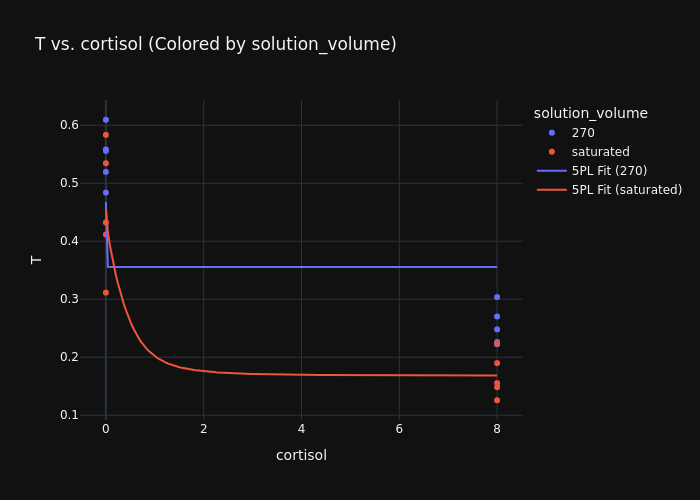 T vs. cortisol (Colored by solution_volume)
solution_volume
270
saturated
5PL Fit (270)
5PL Fit (saturated)
0.6
0.5
0.4
0.3
0.2
0.1
T
0 2 4 6 8
cortisol